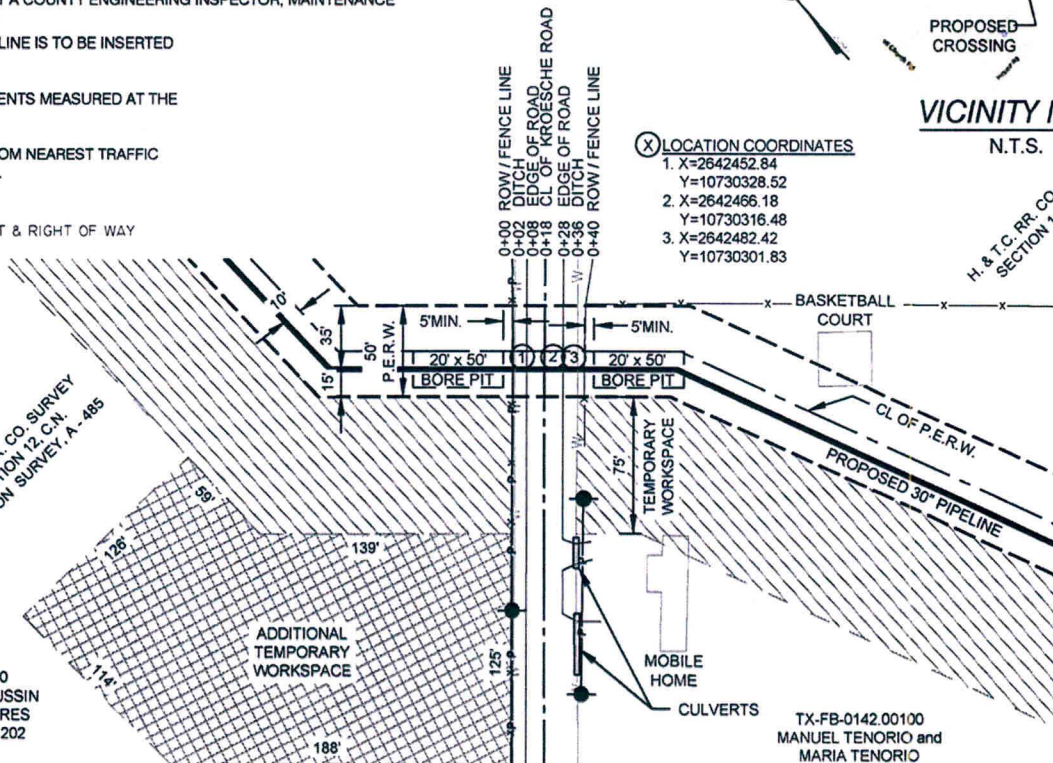 A COUNTY ENGINEERING INSPECTOR, MAINTENANCE
LINE IS TO BE INSERTED
ENTS MEASURED AT THE
OM NEAREST TRAFFIC
T & RIGHT OF WAY
PROPOSED
CROSSING
VICINITY
N.T.S.
0+00 ROW / FENCE LINE
0+02 DITCH
0+08 EDGE OF ROAD
0+18 CL OF KROESCHE ROAD
0+28 EDGE OF ROAD
0+36 DITCH
0+40 ROW / FENCE LINE
X LOCATION COORDINATES
1. X=2642452.84
Y=10730328.52
2. X=2642466.18
Y=10730316.48
3. X=2642482.42
Y=10730301.83
H. & T.C. RR. CO
SECTION 1
10'
35'
15'
50'
P.E.R.W.
5'MIN.
5'MIN.
20' x 50'
BORE PIT
1
2
3
20' x 50'
BORE PIT
BASKETBALL
COURT
CL OF P.E.R.W.
PROPOSED 30" PIPELINE
75'
TEMPORARY
WORKSPACE
. CO. SURVEY
TION 12, C.N.
ON SURVEY, A - 485
59'
126'
139'
114'
125'
188'
ADDITIONAL
TEMPORARY
WORKSPACE
MOBILE
HOME
CULVERTS
0
USSIN
RES
202
TX-FB-0142.00100
MANUEL TENORIO and
MARIA TENORIO